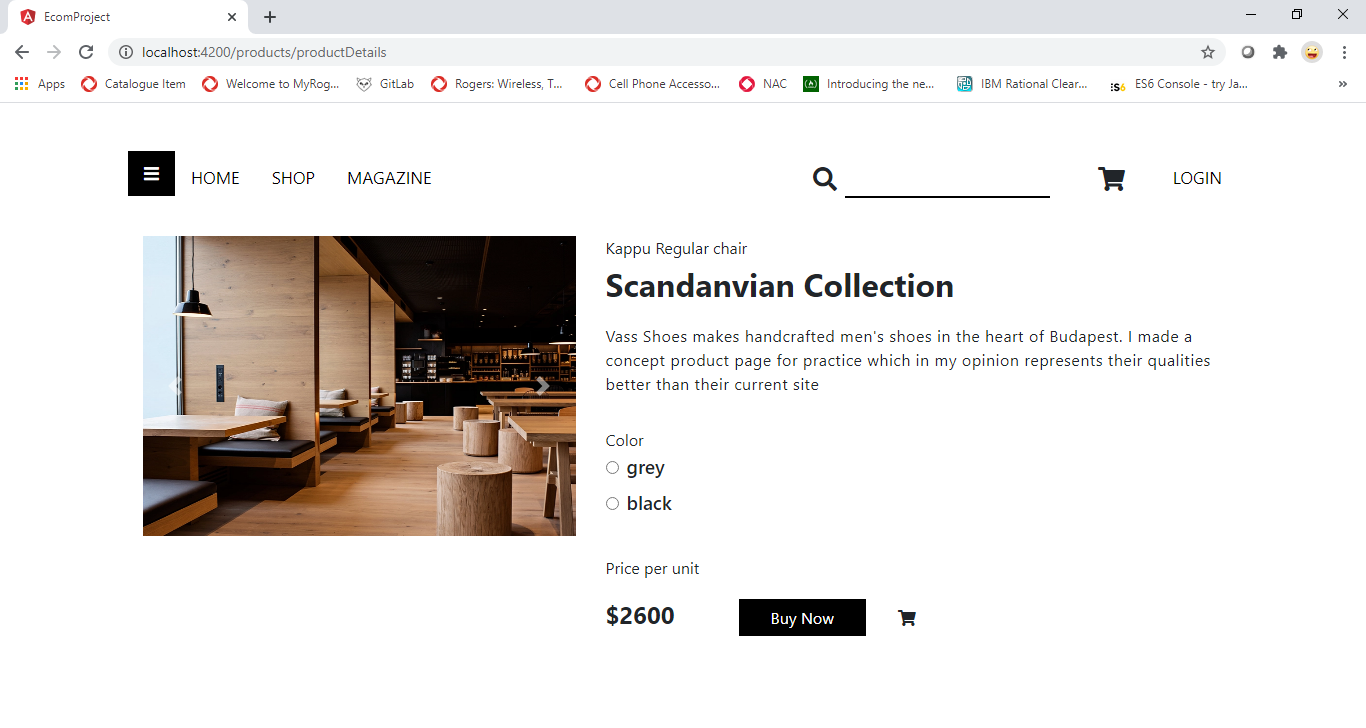 EcomProject
localhost:4200/products/productDetails
Apps Catalogue Item Welcome to MyRog... GitLab Rogers: Wireless, T... Cell Phone Accesso... NAC Introducing the ne... IBM Rational Clear... ES6 ES6 Console - try Ja... »
HOME SHOP MAGAZINE LOGIN
Kappu Regular chair
Scandanvian Collection
Vass Shoes makes handcrafted men's shoes in the heart of Budapest. I made a
concept product page for practice which in my opinion represents their qualities
better than their current site
Color
grey
black
Price per unit
$2600 Buy Now